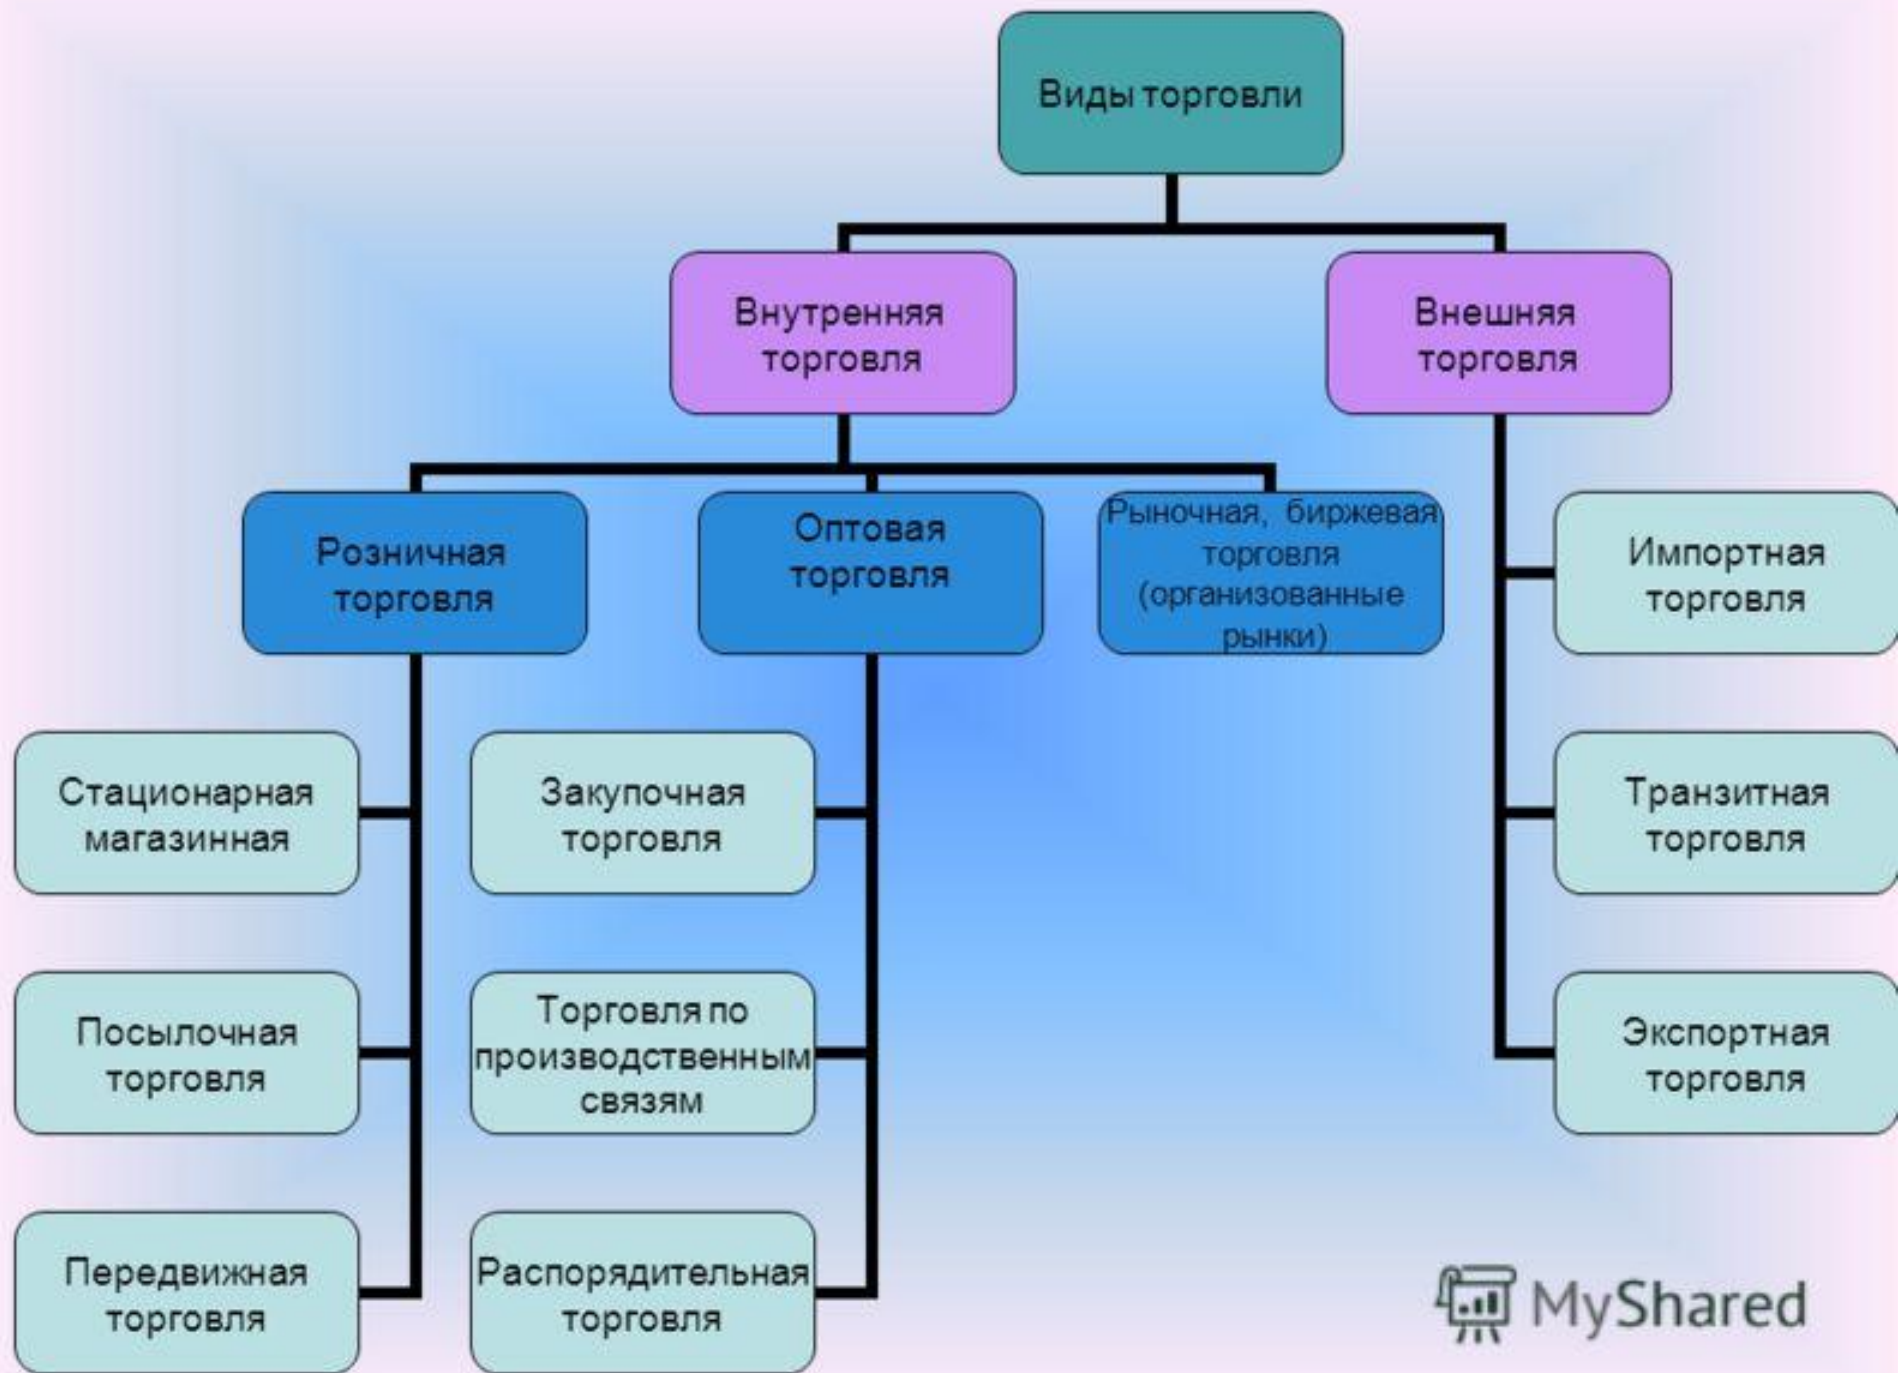 Виды торговли
Внутренняя
торговля
Внешняя
торговля
Розничная
торговля
Оптовая
торговля
Рыночная, биржевая
торговля
(организованные
рынки)
Импортная
торговля
Стационарная
магазинная
Закупочная
торговля
Транзитная
торговля
Посылочная
торговля
Торговля по
производственным
связям
Экспортная
торговля
Передвижная
торговля
Распорядительная
торговля
MyShared